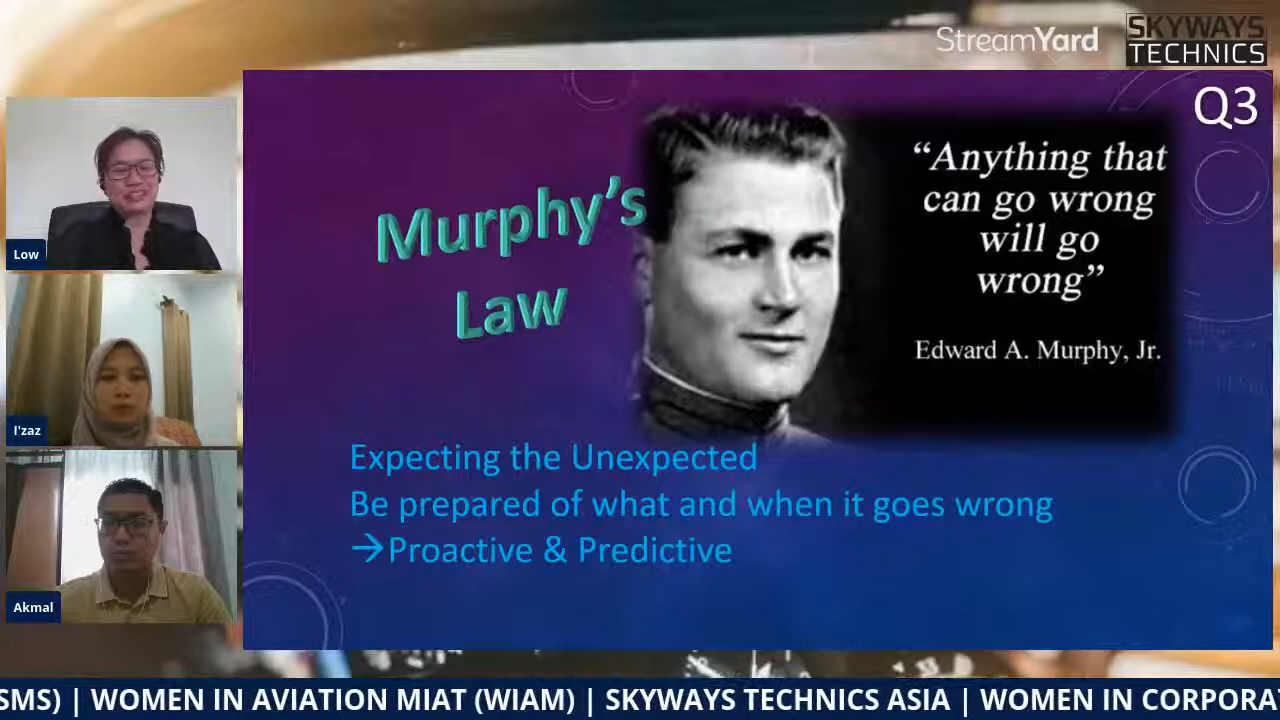 StreamYard
SKYWAYS
TECHNICS
Q3
Murphy's
Law
“Anything that
can go wrong
will go
wrong”
Edward A. Murphy, Jr.
Expecting the Unexpected
Be prepared of what and when it goes wrong
→Proactive & Predictive
Low
I'zaz
Akmal
SMS) | WOMEN IN AVIATION MIAT (WIAM) | SKYWAYS TECHNICS ASIA | WOMEN IN CORPORA